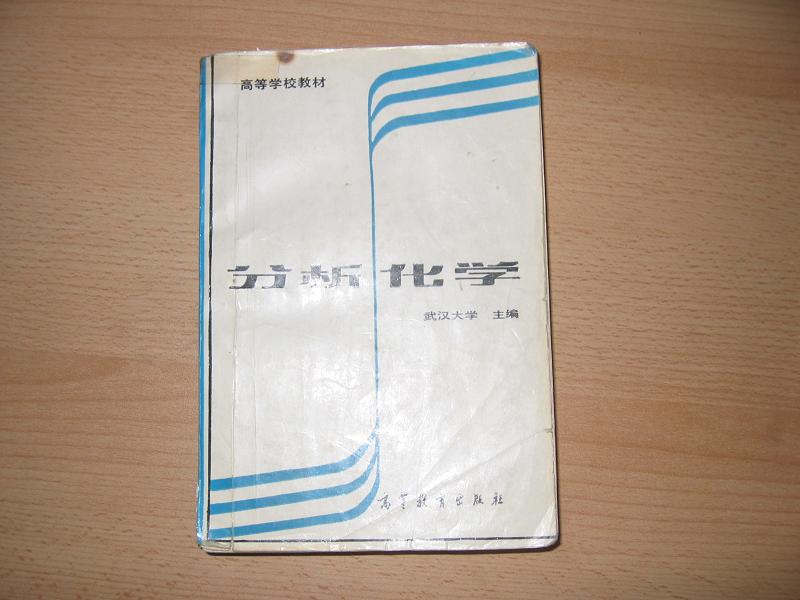 高等学校教材
分析化学
武汉大学 主编
高等教育出版社